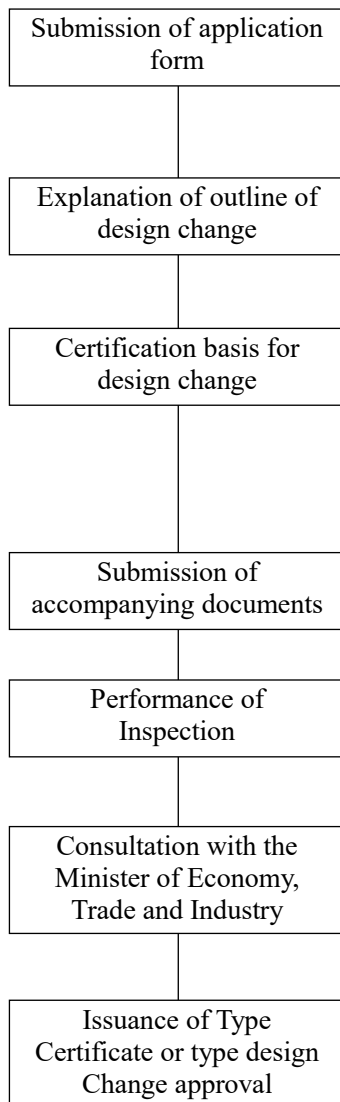 Submission of application
form
Explanation of outline of
design change
Certification basis for
design change
Submission of
accompanying documents
Performance of
Inspection
Consultation with the
Minister of Economy,
Trade and Industry
Issuance of Type
Certificate or type design
Change approval